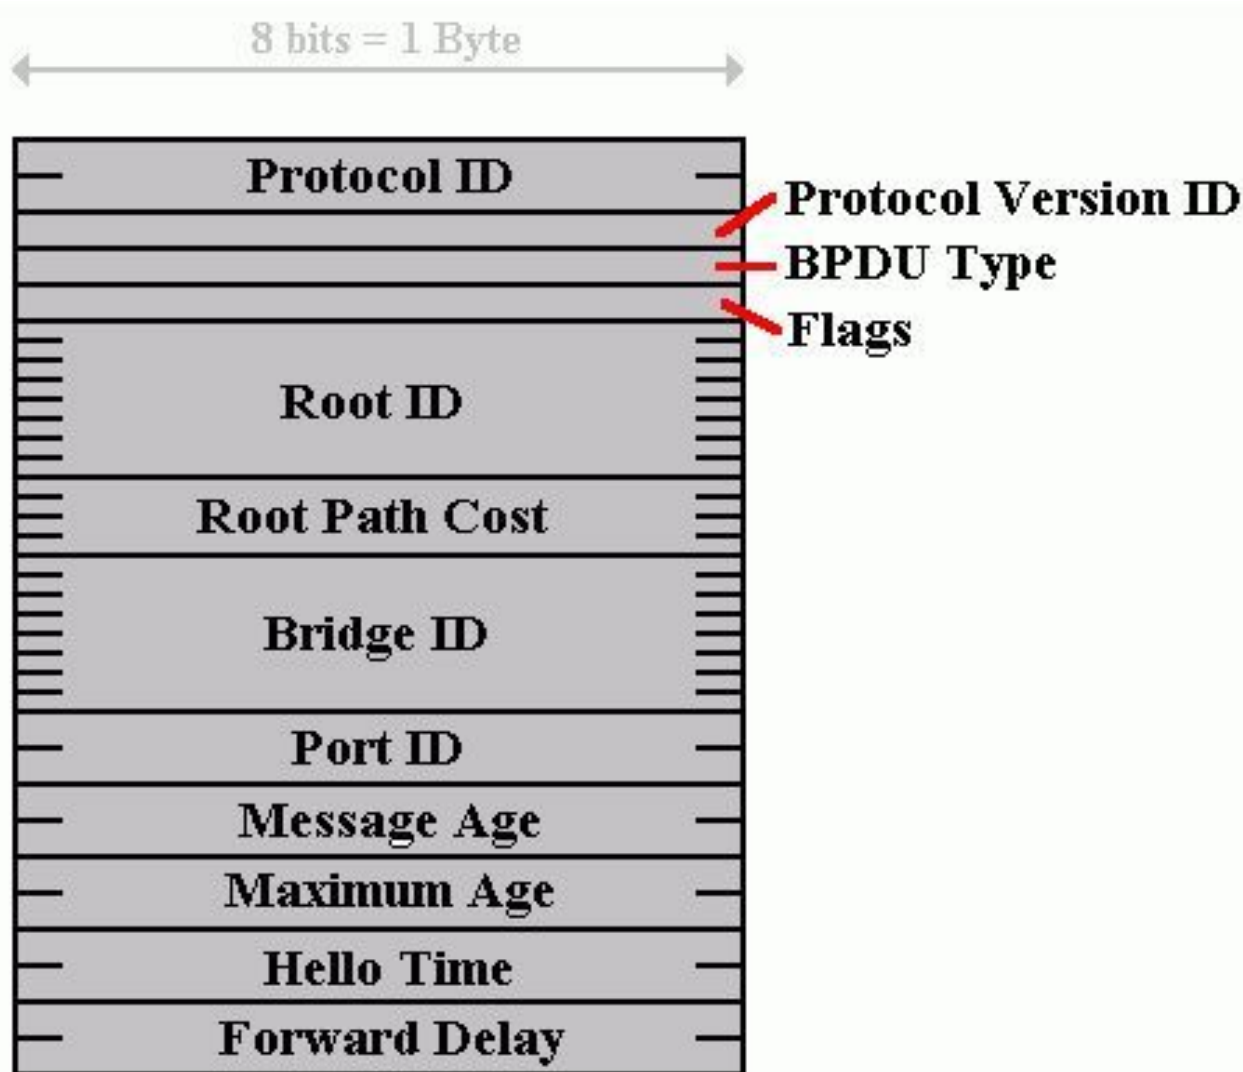 8 bits = 1 Byte
Protocol ID
Protocol Version ID
BPDU Type
Flags
Root ID
Root Path Cost
Bridge ID
Port ID
Message Age
Maximum Age
Hello Time
Forward Delay